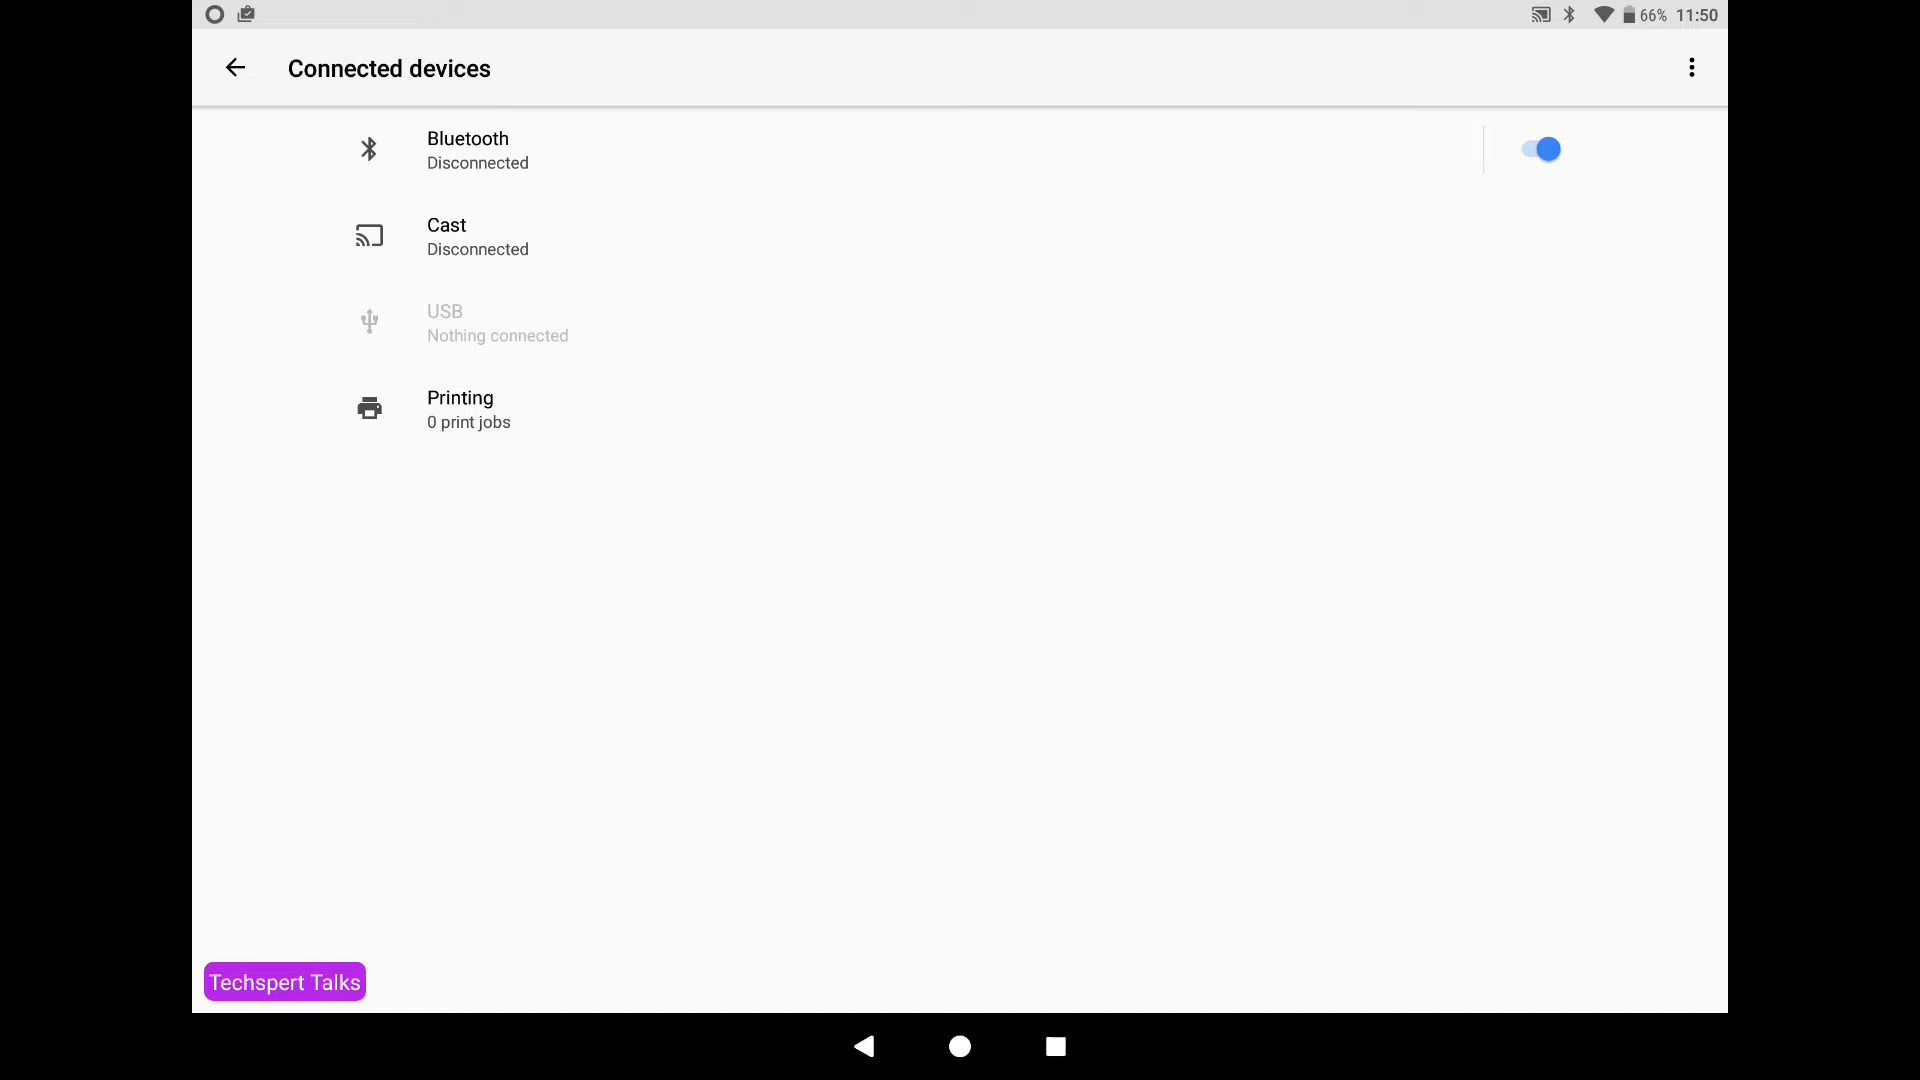 66% 11:50
Connected devices
Bluetooth
Disconnected
Cast
Disconnected
USB
Nothing connected
Printing
0 print jobs
Techspert Talks